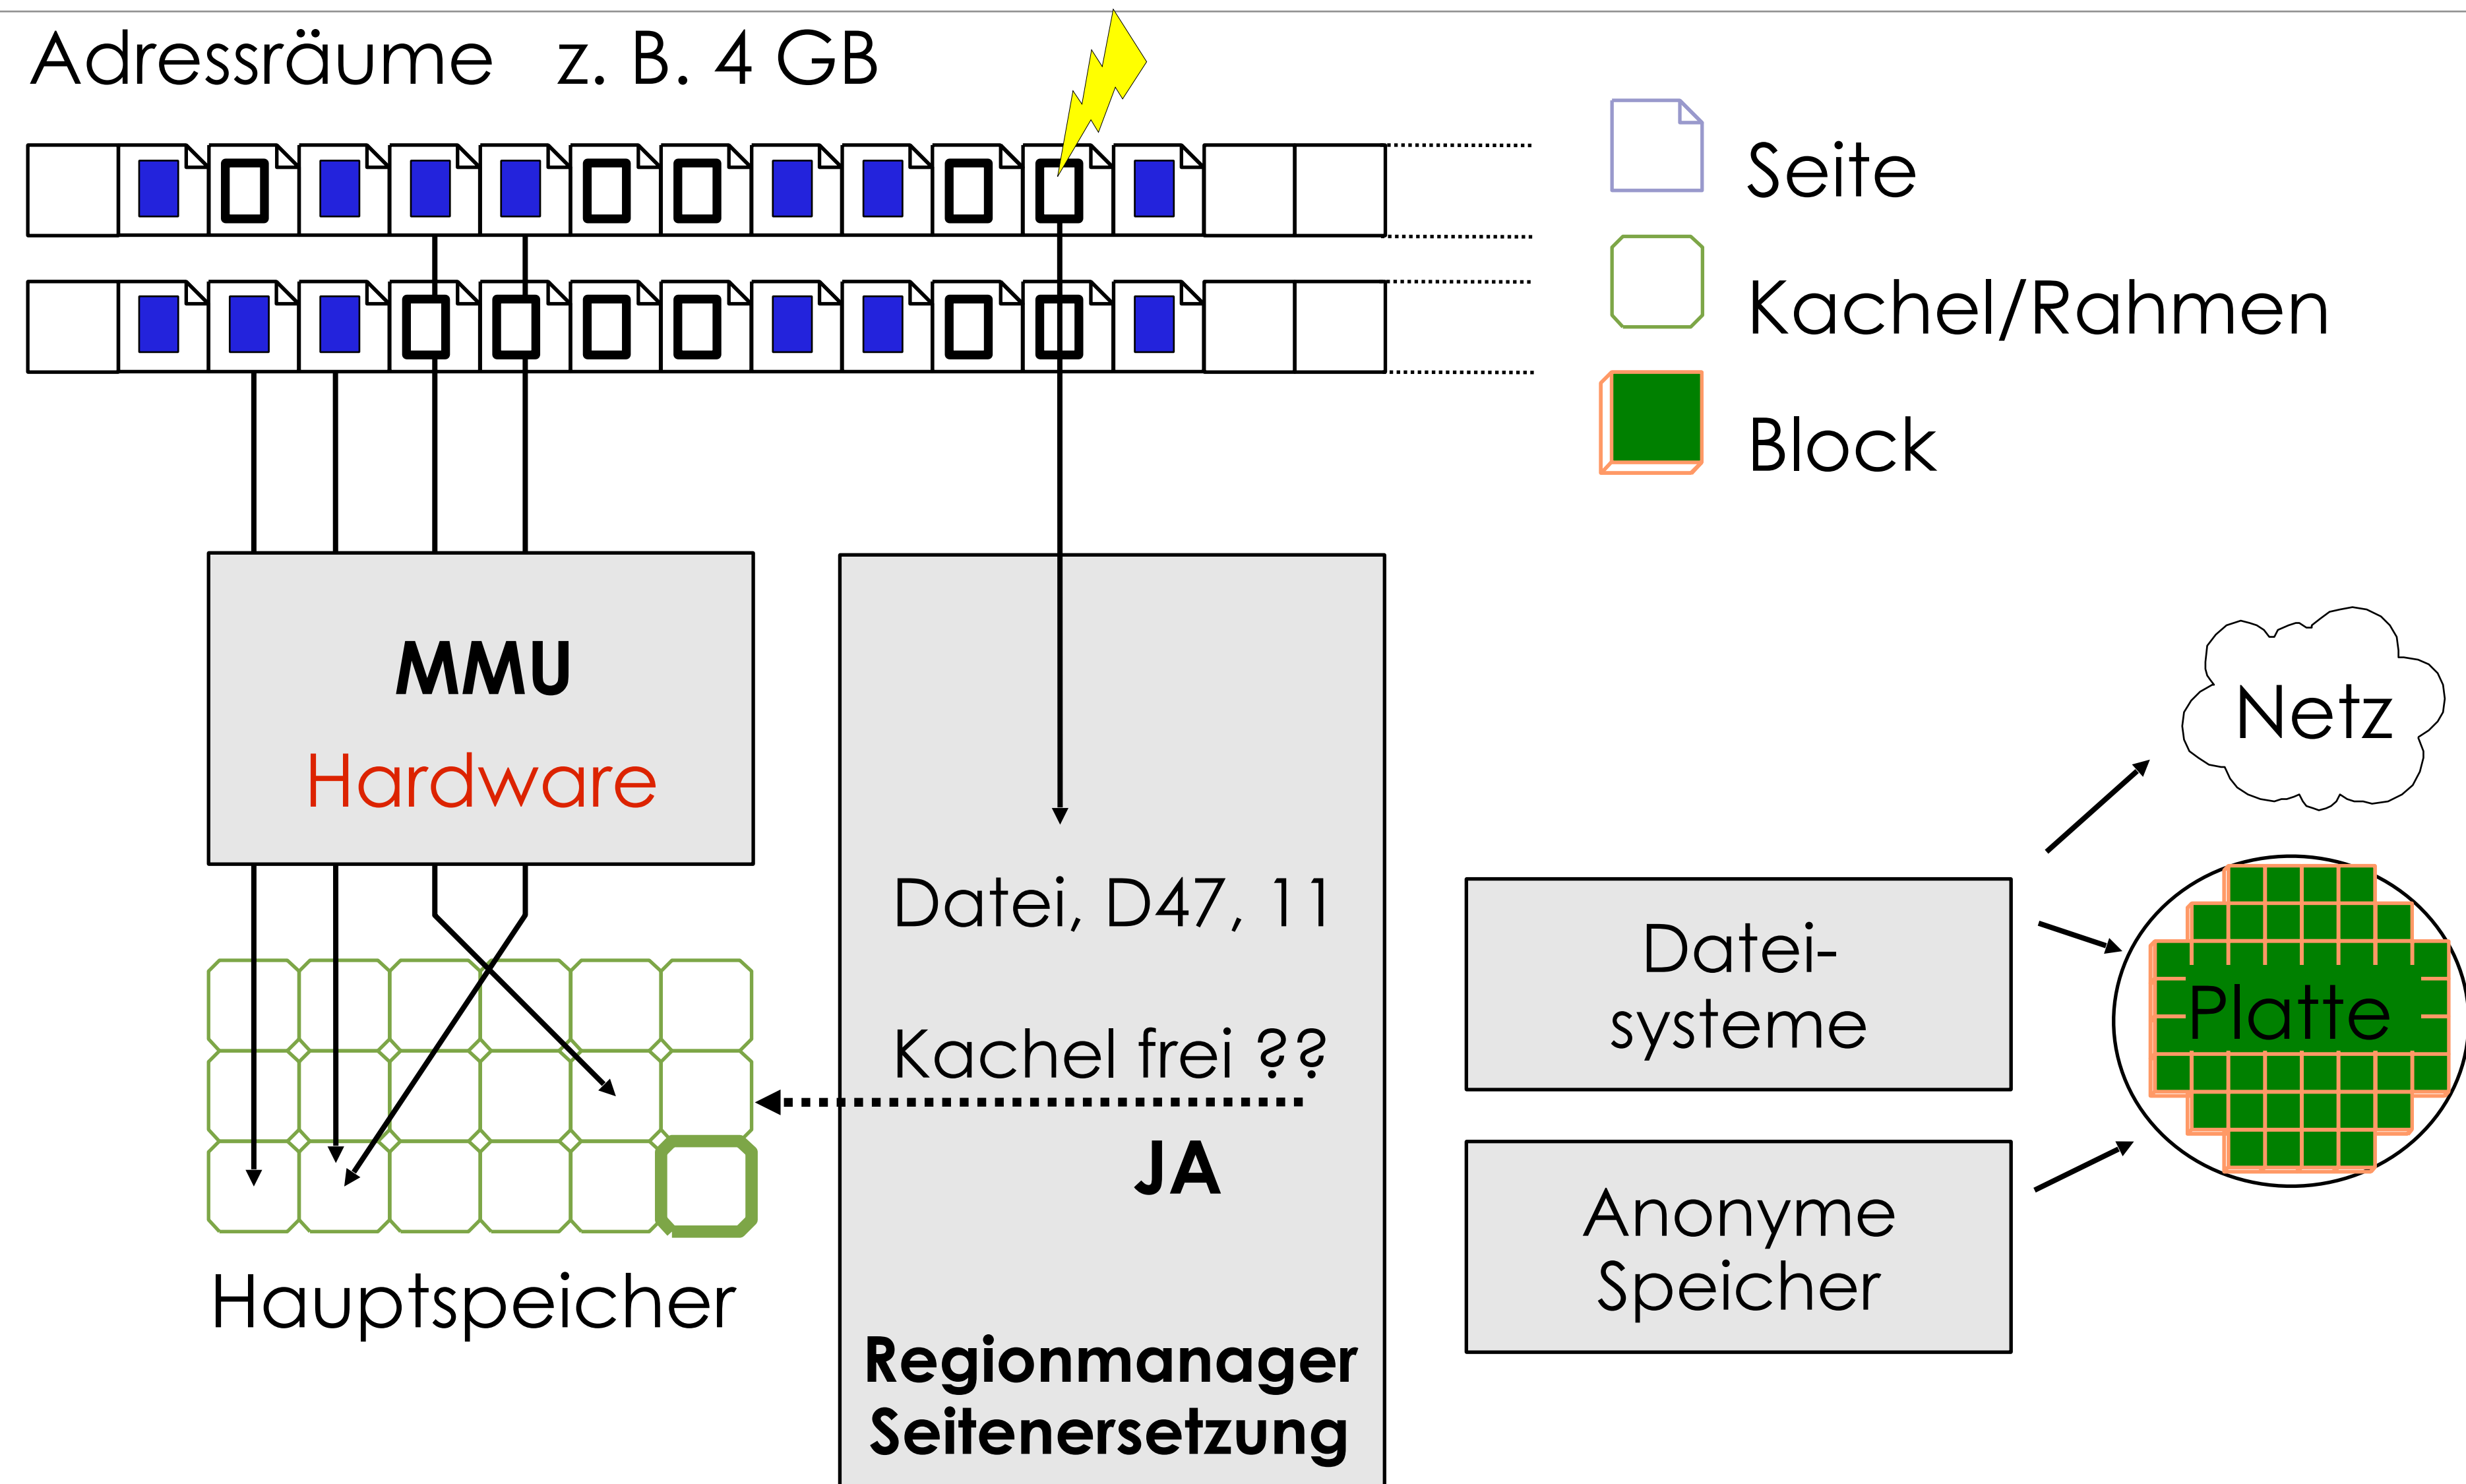 Adressräume z. B. 4 GB
Seite
Kachel/Rahmen
Block
MMU
Hardware
Hauptspeicher
Datei, D47, 11
Kachel frei ??
JA
Regionmanager
Seitenersetzung
Datei-
systeme
Anonyme
Speicher
Netz
Platte